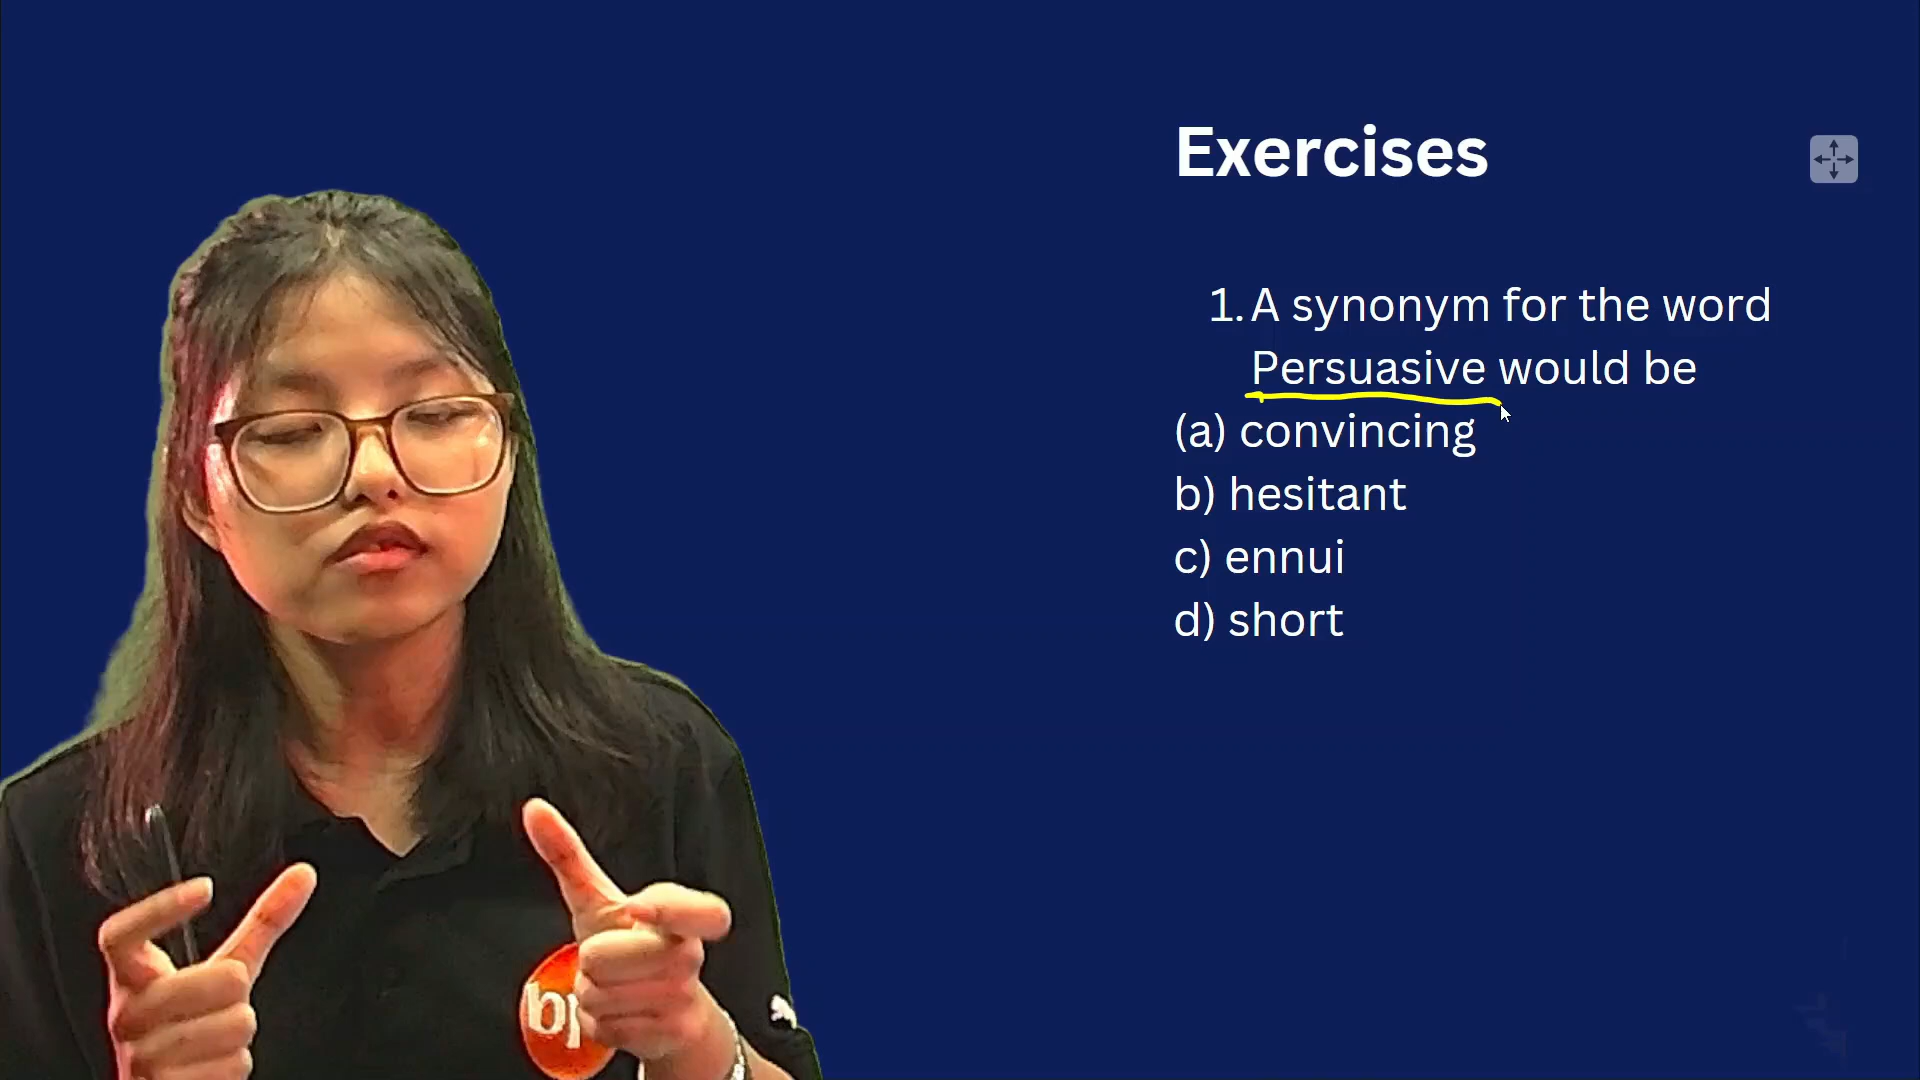 Exercises
1. A synonym for the word
Persuasive would be
(a) convincing
b) hesitant
c) ennui
d) short